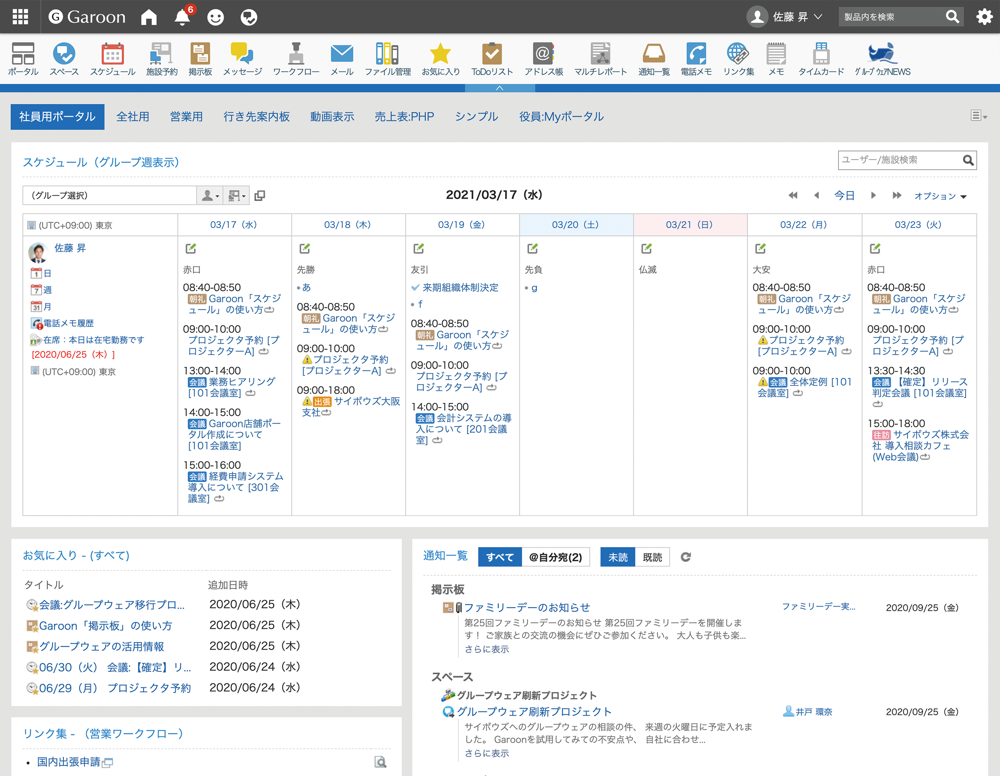 Garoon
6
佐藤 昇
製品内を検索
ポータル
スペース
スケジュール
施設予約
掲示板
メッセージ
ワークフロー
メール
ファイル管理
お気に入り
ToDoリスト
アドレス帳
マルチレポート
通知一覧
電話メモ
リンク集
メモ
タイムカード
グループウェアNEWS
社員用ポータル
全社用
営業用
行き先案内板
動画表示
売上表:PHP
シンプル
役員:Myポータル
スケジュール（グループ週表示）
ユーザー/施設検索
（グループ選択）
2021/03/17（水）
今日
オプション
(UTC+09:00) 東京
03/17（水）
03/18（木）
03/19（金）
03/20（土）
03/21（日）
03/22（月）
03/23（火）
佐藤 昇
1 日
7 週
31 月
電話メモ履歴
在席：本日は在宅勤務です
[2020/06/25（木）]
(UTC+09:00) 東京
赤口
08:40-08:50
朝礼 Garoon「スケジ
ュール」の使い方
09:00-10:00
プロジェクタ予約 [プ
ロジェクターA]
13:00-14:00
会議 業務ヒアリング
[101会議室]
14:00-15:00
会議 Garoon店舗ポー
タル作成について
[101会議室]
15:00-16:00
会議 経費申請システム
導入について [301会
議室]
先勝
あ
08:40-08:50
朝礼 Garoon「スケジ
ュール」の使い方
09:00-10:00
プロジェクタ予約
[プロジェクターA]
09:00-18:00
出張 サイボウズ大阪
支社
友引
来期組織体制決定
f
08:40-08:50
朝礼 Garoon「スケジ
ュール」の使い方
09:00-10:00
プロジェクタ予約 [プ
ロジェクターA]
14:00-15:00
会議 会計システムの導
入について [201会議
室]
先負
g
仏滅
大安
08:40-08:50
朝礼 Garoon「スケジ
ュール」の使い方
09:00-10:00
プロジェクタ予約
[プロジェクターA]
09:00-10:00
会議 全体定例 [101
会議室]
赤口
08:40-08:50
朝礼 Garoon「スケジ
ュール」の使い方
09:00-10:00
プロジェクタ予約 [プ
ロジェクターA]
13:30-14:30
会議 【確定】リリース
判定会議 [101会議室]
15:00-18:00
往訪 サイボウズ株式会
社 導入相談カフェ
(Web会議)
お気に入り - (すべて)
タイトル 追加日時
会議:グループウェア移行プロ... 2020/06/25（木）
Garoon「掲示板」の使い方 2020/06/25（木）
グループウェアの活用情報 2020/06/25（木）
06/30（火） 会議:【確定】リ... 2020/06/24（水）
06/29（月） プロジェクタ予約 2020/06/24（水）
リンク集 - （営業ワークフロー）
• 国内出張申請
通知一覧
すべて
@自分宛(2)
未読
既読
掲示板
ファミリーデーのお知らせ ファミリーデー実... 2020/09/25（金）
第25回ファミリーデーのお知らせ 第25回ファミリーデーを開催しま
す！ ご家族との交流の機会にぜひご参加ください。 大人も子供も楽...
さらに表示
スペース
グループウェア刷新プロジェクト
グループウェア刷新プロジェクト 井戸 環奈 2020/09/25（金）
サイボウズへのグループウェアの相談の件、 来週の火曜日に予定入れま
した。 Garoonを試用してみての不安点や、 自社に合わせ...
さらに表示